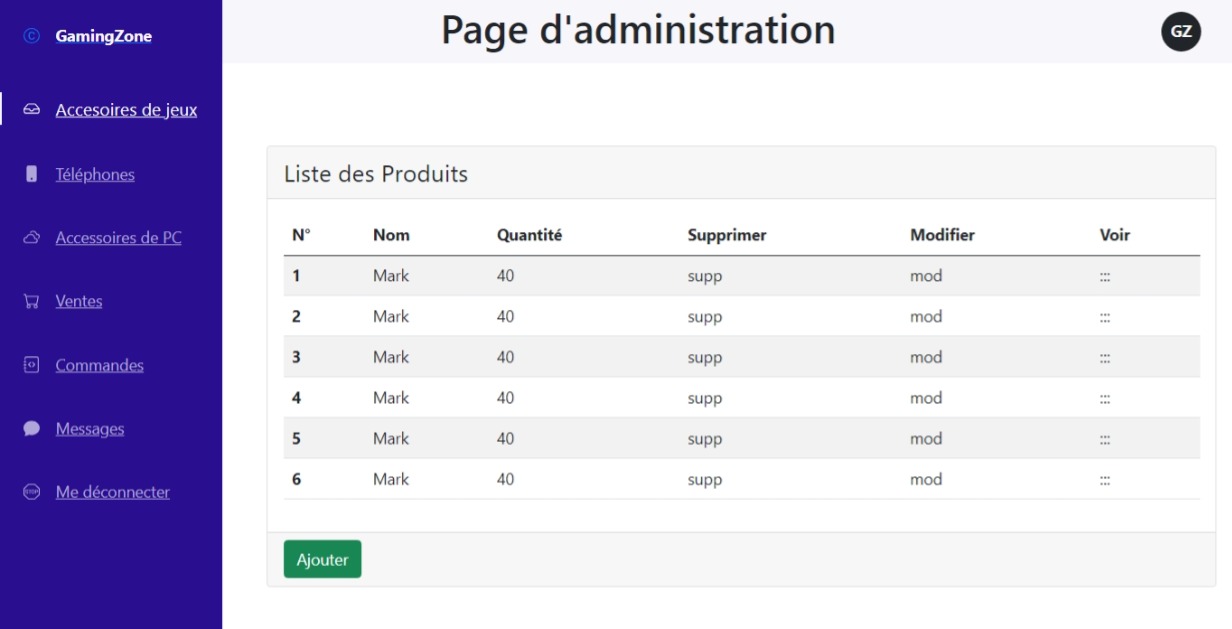 © GamingZone
Page d'administration
GZ
Accesoires de jeux
Téléphones
Accessoires de PC
Ventes
Commandes
Messages
STOP Me déconnecter
Liste des Produits
N° Nom Quantité Supprimer Modifier Voir
1 Mark 40 supp mod :::
2 Mark 40 supp mod :::
3 Mark 40 supp mod :::
4 Mark 40 supp mod :::
5 Mark 40 supp mod :::
6 Mark 40 supp mod :::
Ajouter